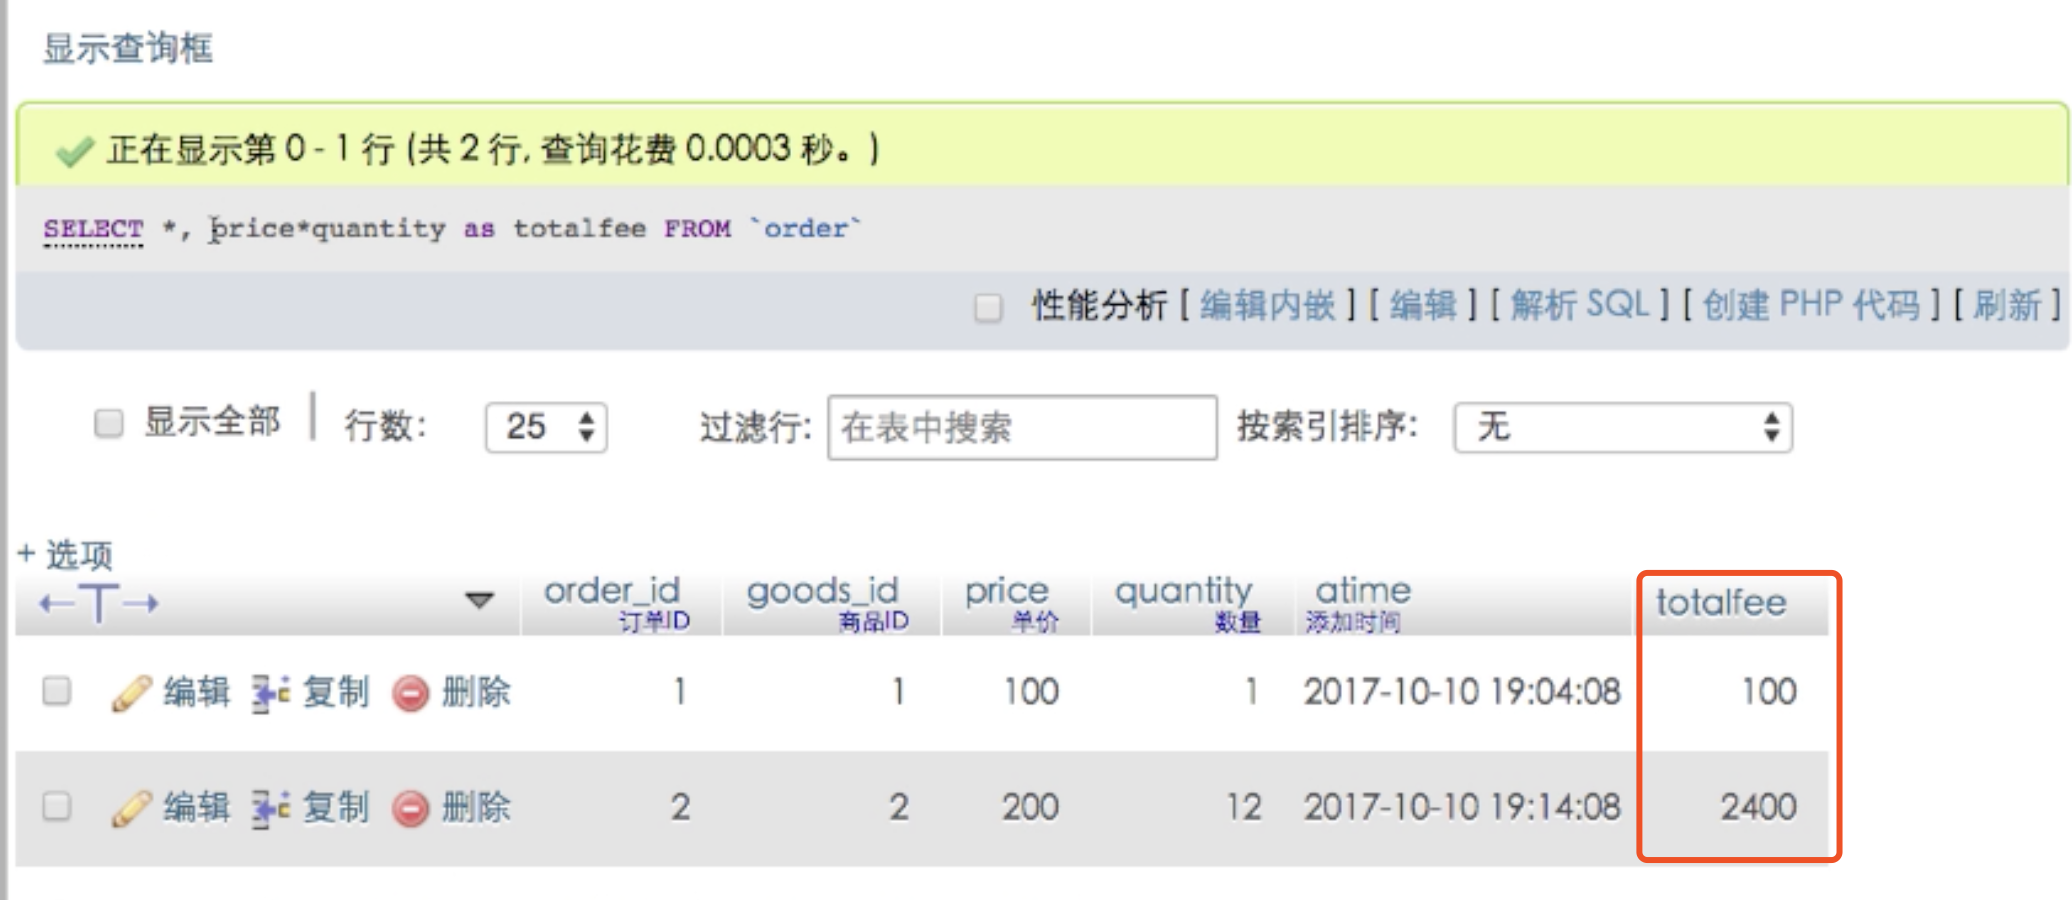 显示查询框
正在显示第 0 - 1 行 (共 2 行, 查询花费 0.0003 秒。)
SELECT *, price*quantity as totalfee FROM `order`
性能分析 [ 编辑内嵌 ] [ 编辑 ] [ 解析 SQL ] [ 创建 PHP 代码 ] [ 刷新 ]
显示全部 | 行数: 25 过滤行: 在表中搜索 按索引排序: 无
+ 选项
←T→ ▼ order_id goods_id price quantity atime totalfee
订单ID 商品ID 单价 数量 添加时间
编辑 复制 删除 1 1 100 1 2017-10-10 19:04:08 100
编辑 复制 删除 2 2 200 12 2017-10-10 19:14:08 2400